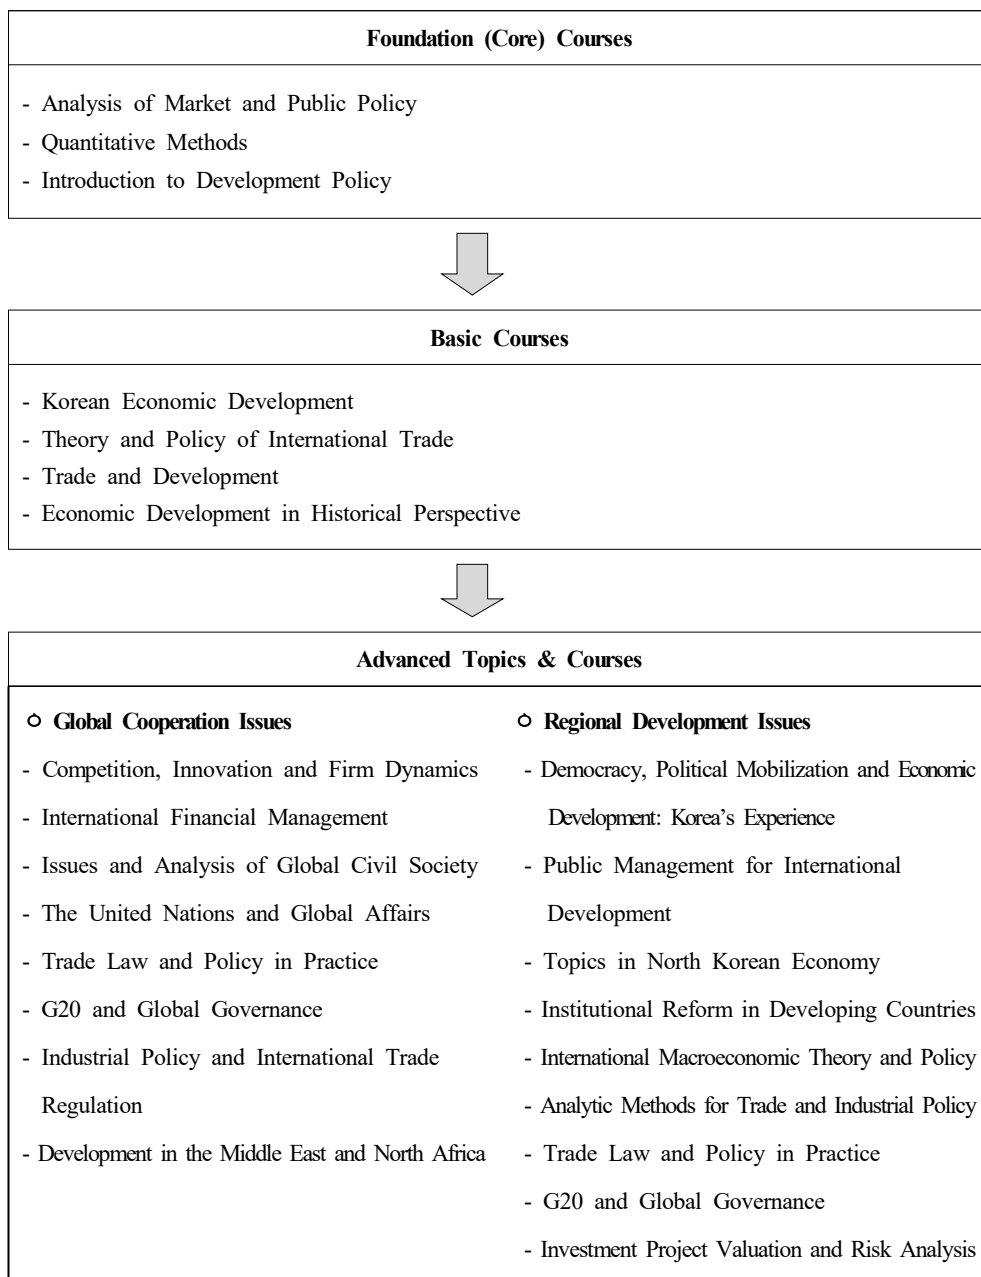 Foundation (Core) Courses
- Analysis of Market and Public Policy
- Quantitative Methods
- Introduction to Development Policy
Basic Courses
- Korean Economic Development
- Theory and Policy of International Trade
- Trade and Development
- Economic Development in Historical Perspective
Advanced Topics & Courses
ㅇ Global Cooperation Issues
- Competition, Innovation and Firm Dynamics
- International Financial Management
- Issues and Analysis of Global Civil Society
- The United Nations and Global Affairs
- Trade Law and Policy in Practice
- G20 and Global Governance
- Industrial Policy and International Trade
Regulation
- Development in the Middle East and North Africa
ㅇ Regional Development Issues
- Democracy, Political Mobilization and Economic
Development: Korea’s Experience
- Public Management for International
Development
- Topics in North Korean Economy
- Institutional Reform in Developing Countries
- International Macroeconomic Theory and Policy
- Analytic Methods for Trade and Industrial Policy
- Trade Law and Policy in Practice
- G20 and Global Governance
- Investment Project Valuation and Risk Analysis